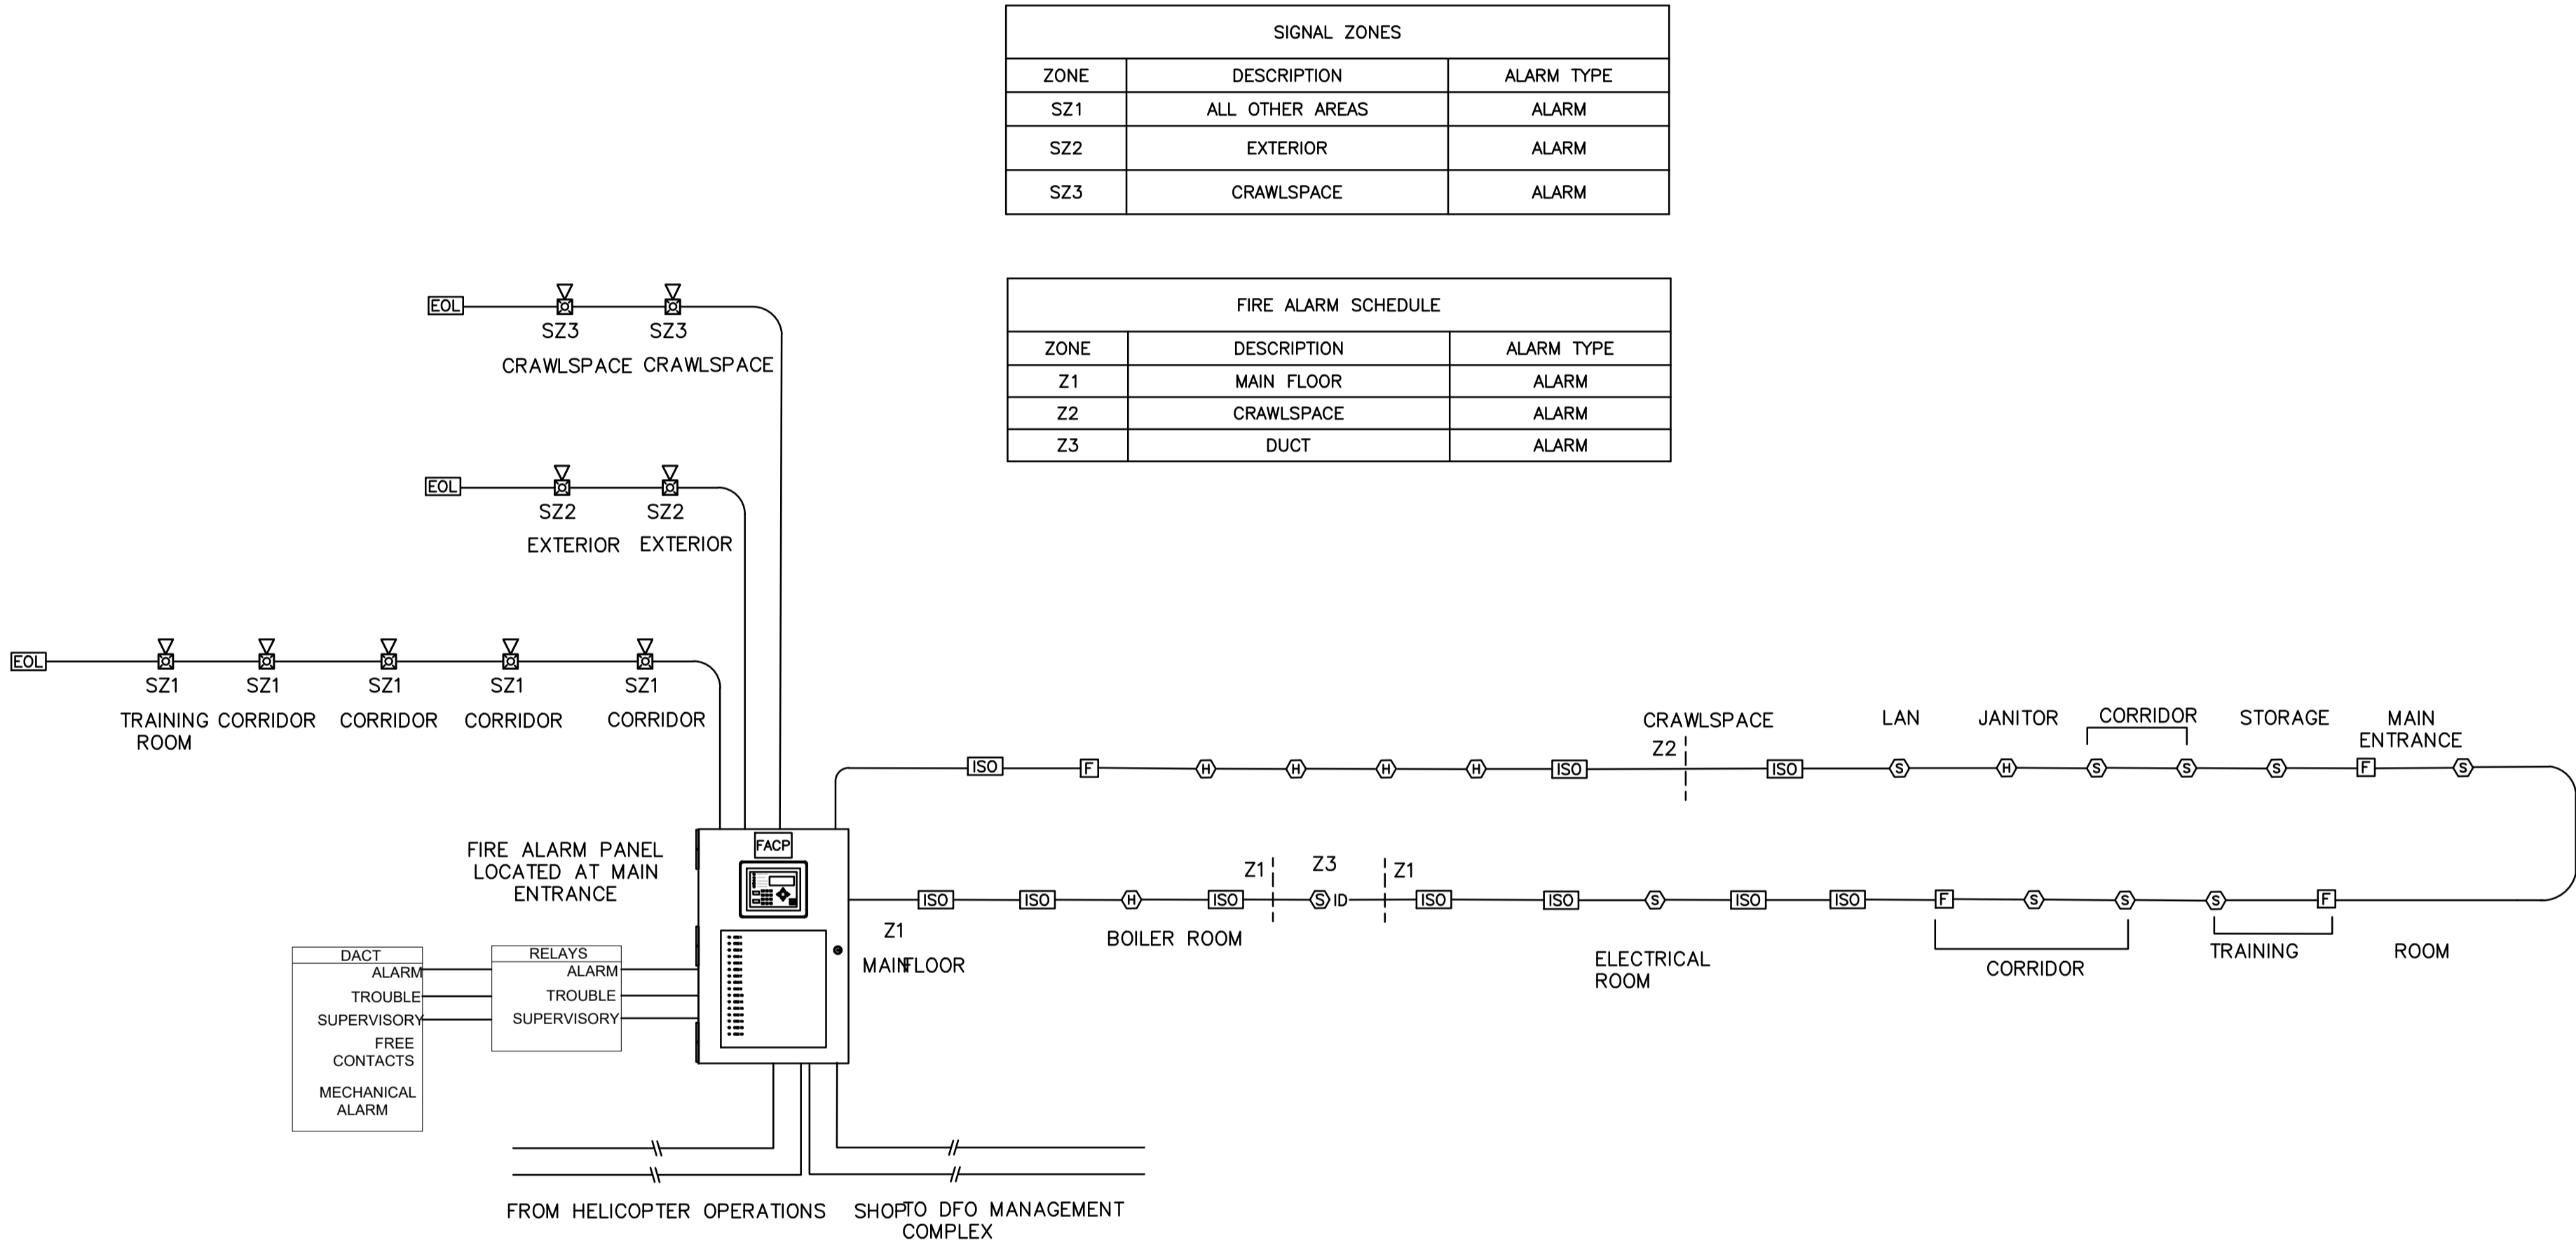 SIGNAL ZONES
ZONE DESCRIPTION ALARM TYPE
SZ1 ALL OTHER AREAS ALARM
SZ2 EXTERIOR ALARM
SZ3 CRAWLSPACE ALARM
FIRE ALARM SCHEDULE
ZONE DESCRIPTION ALARM TYPE
Z1 MAIN FLOOR ALARM
Z2 CRAWLSPACE ALARM
Z3 DUCT ALARM
EOL
SZ3 SZ3
CRAWLSPACE CRAWLSPACE
EOL
SZ2 SZ2
EXTERIOR EXTERIOR
EOL
SZ1 SZ1 SZ1 SZ1 SZ1
TRAINING CORRIDOR CORRIDOR CORRIDOR CORRIDOR
ROOM
CRAWLSPACE LAN JANITOR CORRIDOR STORAGE MAIN
ENTRANCE
Z2
ISO F H H H H ISO ISO S H S S S F S
FACP
FIRE ALARM PANEL
LOCATED AT MAIN
ENTRANCE
Z1 Z3 Z1
ISO ISO H ISO S ID ISO ISO S ISO ISO F S S S F
Z1
MAIN FLOOR
BOILER ROOM
ELECTRICAL
ROOM
CORRIDOR
TRAINING ROOM
DACT
ALARM
TROUBLE
SUPERVISORY
FREE
CONTACTS
MECHANICAL
ALARM
RELAYS
ALARM
TROUBLE
SUPERVISORY
FROM HELICOPTER OPERATIONS SHOP
TO DFO MANAGEMENT
COMPLEX